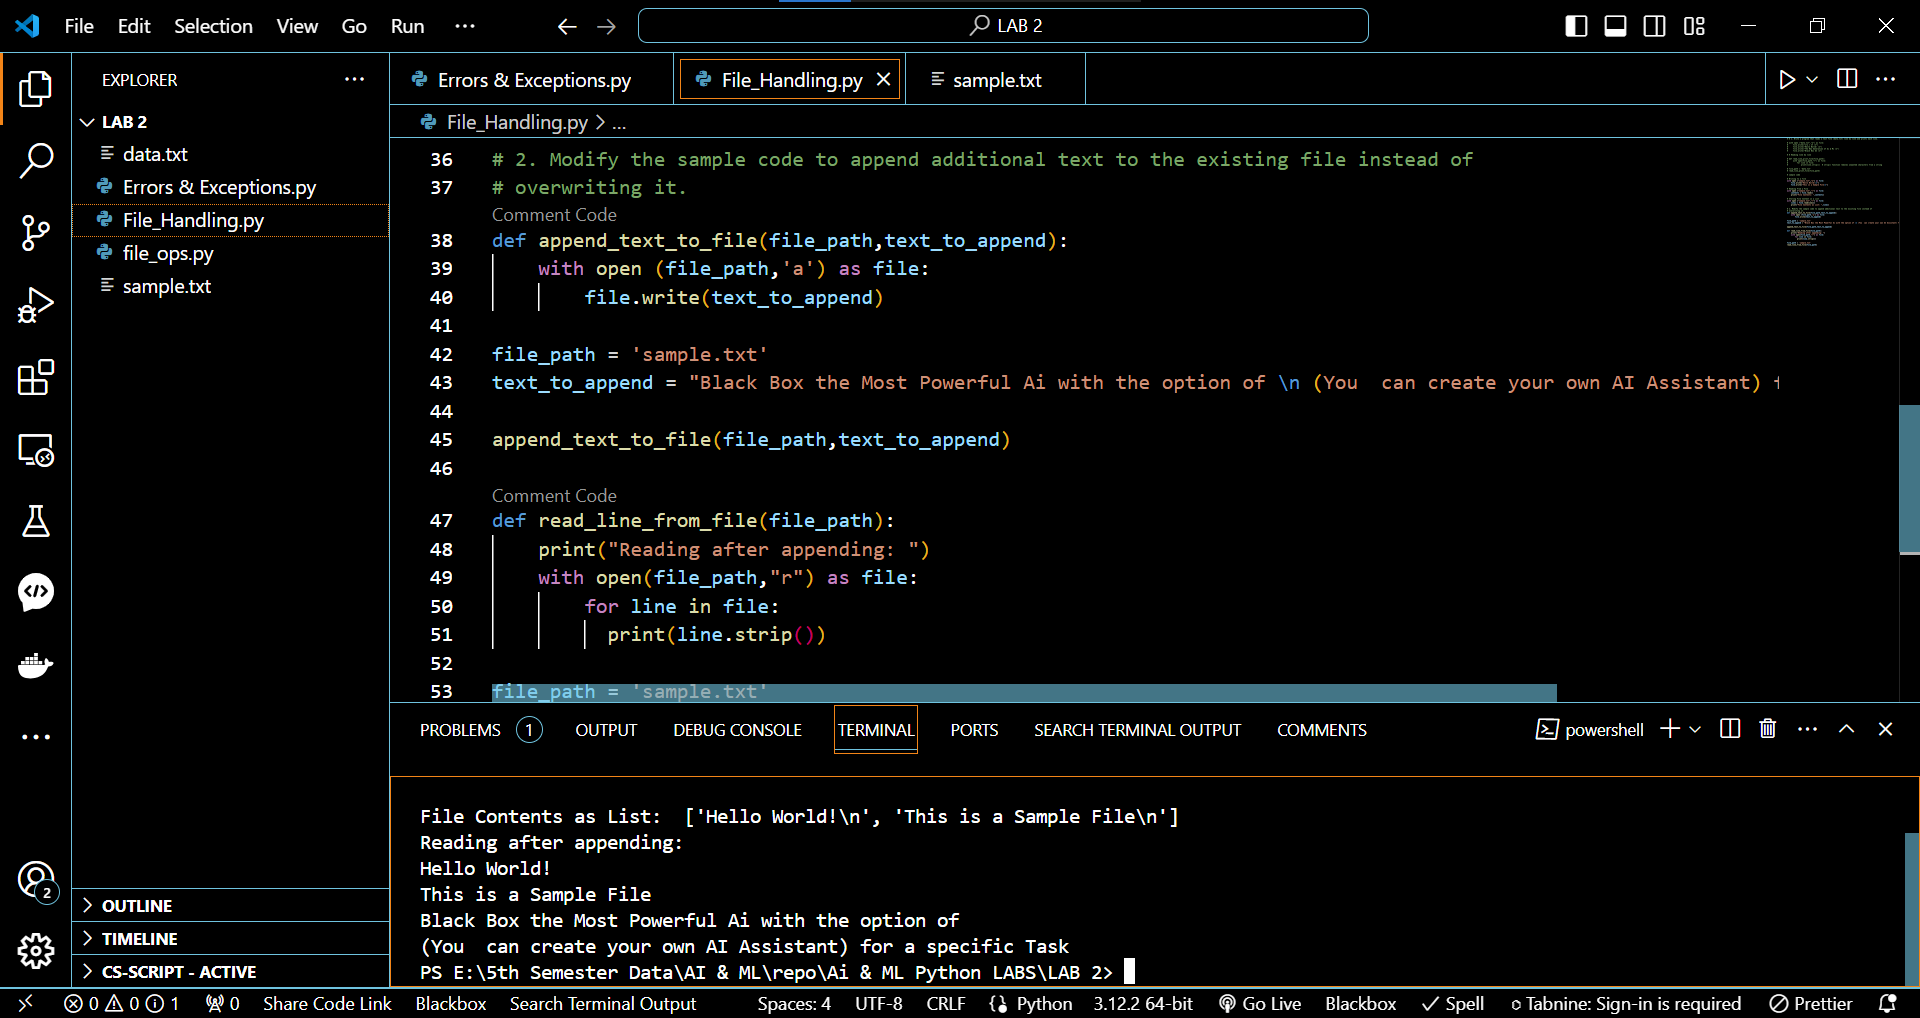 File Edit Selection View Go Run ... LAB 2
EXPLORER ...
LAB 2
data.txt
Errors & Exceptions.py
File_Handling.py
file_ops.py
sample.txt
OUTLINE
TIMELINE
CS-SCRIPT - ACTIVE
2
Errors & Exceptions.py File_Handling.py sample.txt
File_Handling.py > ...
36 # 2. Modify the sample code to append additional text to the existing file instead of
37 # overwriting it.
Comment Code
38 def append_text_to_file(file_path,text_to_append):
39 with open (file_path,'a') as file:
40 file.write(text_to_append)
41
42 file_path = 'sample.txt'
43 text_to_append = "Black Box the Most Powerful Ai with the option of \n (You  can create your own AI Assistant)
44
45 append_text_to_file(file_path,text_to_append)
46
Comment Code
47 def read_line_from_file(file_path):
48 print("Reading after appending: ")
49 with open(file_path,"r") as file:
50 for line in file:
51 print(line.strip())
52
53 file_path = 'sample.txt'
PROBLEMS 1 OUTPUT DEBUG CONSOLE TERMINAL PORTS SEARCH TERMINAL OUTPUT COMMENTS powershell
File Contents as List:  ['Hello World!\n', 'This is a Sample File\n']
Reading after appending:
Hello World!
This is a Sample File
Black Box the Most Powerful Ai with the option of
(You  can create your own AI Assistant) for a specific Task
PS E:\5th Semester Data\AI & ML\repo\Ai & ML Python LABS\LAB 2>
0 0 1 0 Share Code Link Blackbox Search Terminal Output Spaces: 4 UTF-8 CRLF Python 3.12.2 64-bit Go Live Blackbox Spell Tabnine: Sign-in is required Prettier